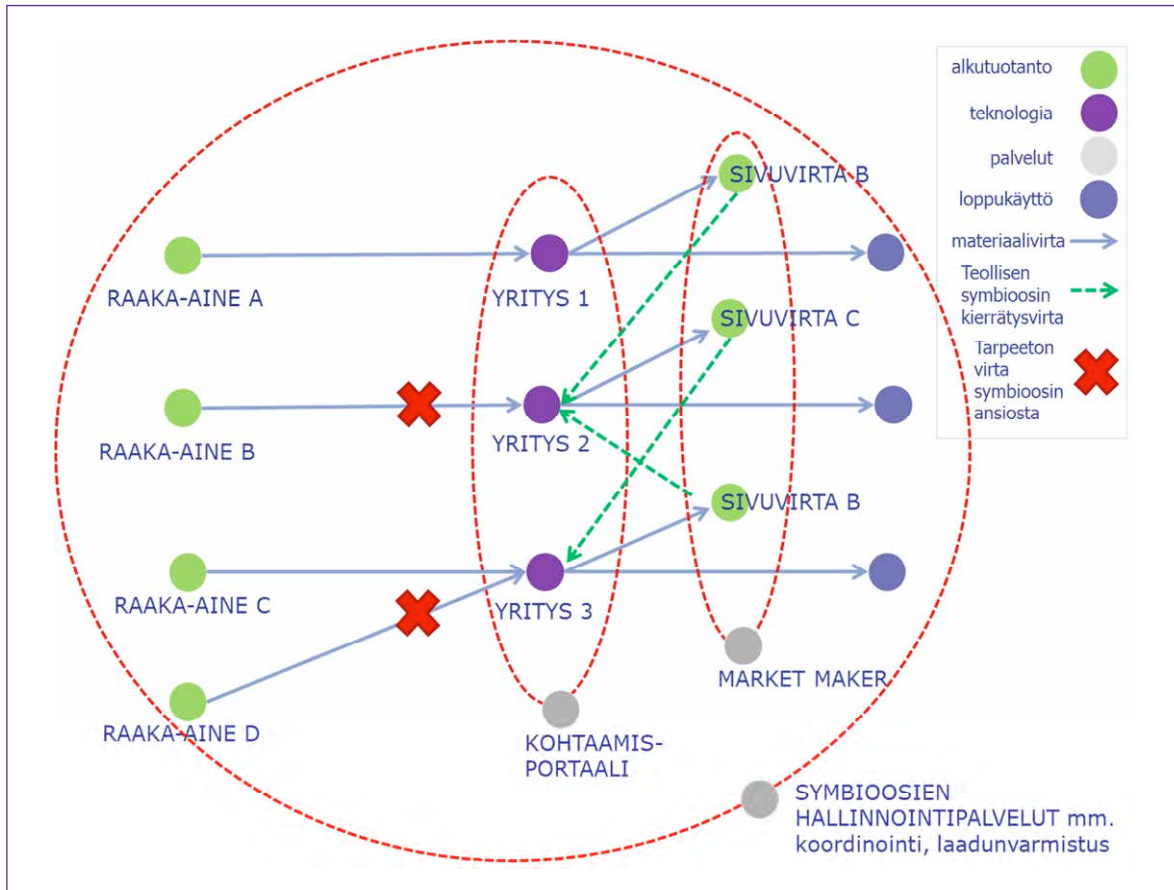 alkutuotanto
teknologia
palvelut
loppukäyttö
materiaalivirta
Teollisen
symbioosin
kierrätysvirta
Tarpeeton
virta
symbioosin
ansiosta
SIVUVIRTA B
RAAKA-AINE A
YRITYS 1
SIVUVIRTA C
RAAKA-AINE B
YRITYS 2
SIVUVIRTA B
RAAKA-AINE C
YRITYS 3
MARKET MAKER
RAAKA-AINE D
KOHTAAMIS-
PORTAALI
SYMBIOOSIEN
HALLINNOINTIPALVELUT mm.
koordinointi, laadunvarmistus